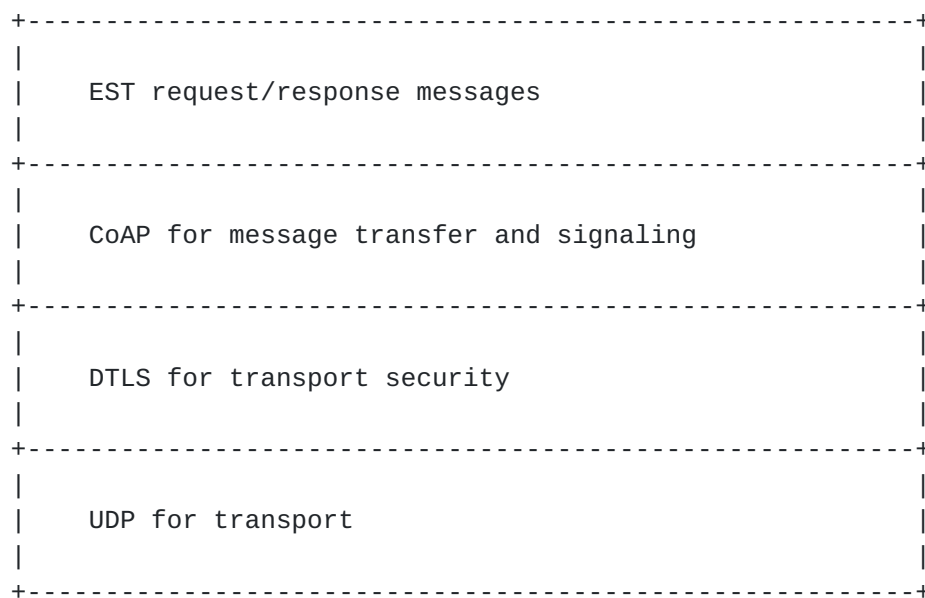 EST request/response messages
CoAP for message transfer and signaling
DTLS for transport security
UDP for transport